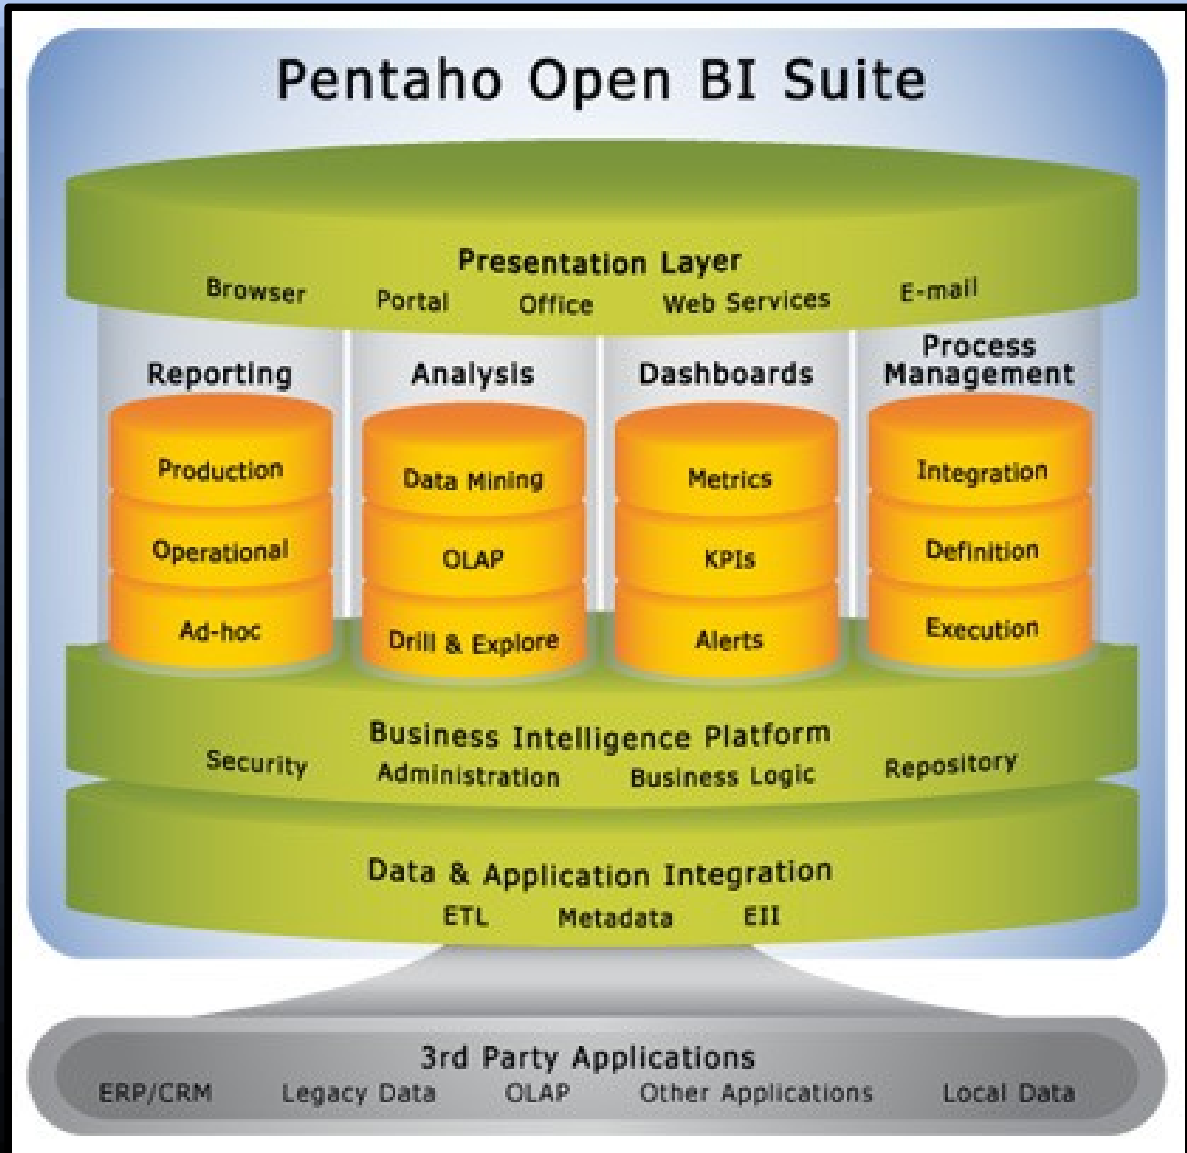 Pentaho Open BI Suite
Presentation Layer
Browser Portal Office Web Services E-mail
Reporting
Production
Operational
Ad-hoc
Analysis
Data Mining
OLAP
Drill & Explore
Dashboards
Metrics
KPIs
Alerts
Process
Management
Integration
Definition
Execution
Business Intelligence Platform
Security Administration Business Logic Repository
Data & Application Integration
ETL Metadata EII
3rd Party Applications
ERP/CRM Legacy Data OLAP Other Applications Local Data